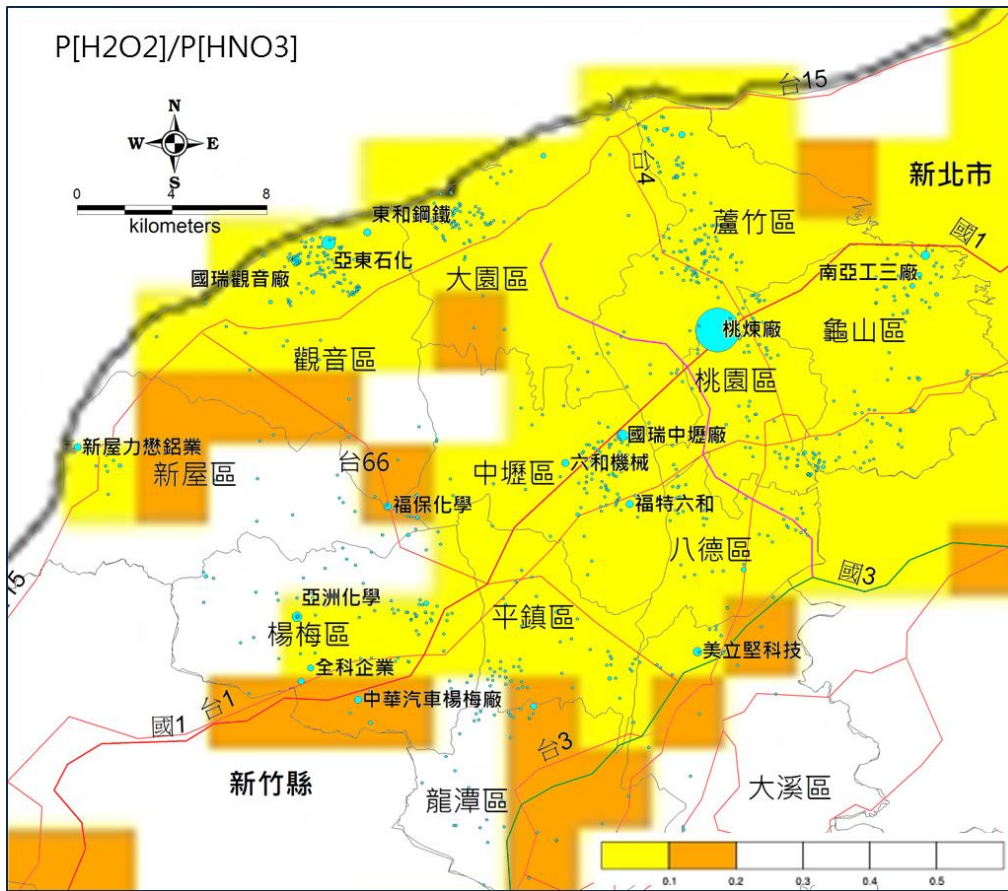 P[H2O2]/P[HNO3]
台15
N
W E
S
新北市
台4
0 8
kilometers
東和鋼鐵
蘆竹區
國1
亞東石化
大園區
南亞工三廠
國瑞觀音廠
桃煉廠
龜山區
觀音區
桃園區
國瑞中壢廠
新屋力懋鋁業
台66
中壢區
六和機械
新屋區
福保化學
福特六和
八德區
國3
15
亞洲化學
平鎮區
楊梅區
美立堅科技
全科企業
台1
中華汽車楊梅廠
國1
台3
新竹縣
龍潭區
大溪區
0.1 0.2 0.3 0.4 0.5